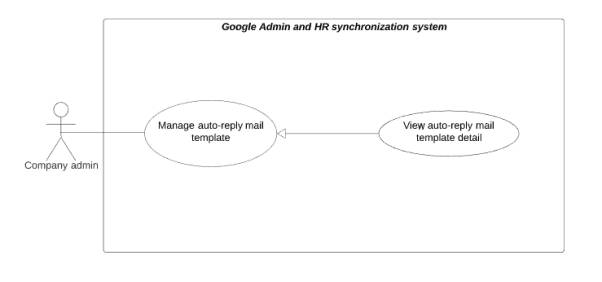 Google Admin and HR synchronization system
Manage auto-reply mail
template
View auto-reply mail
template detail
Company admin